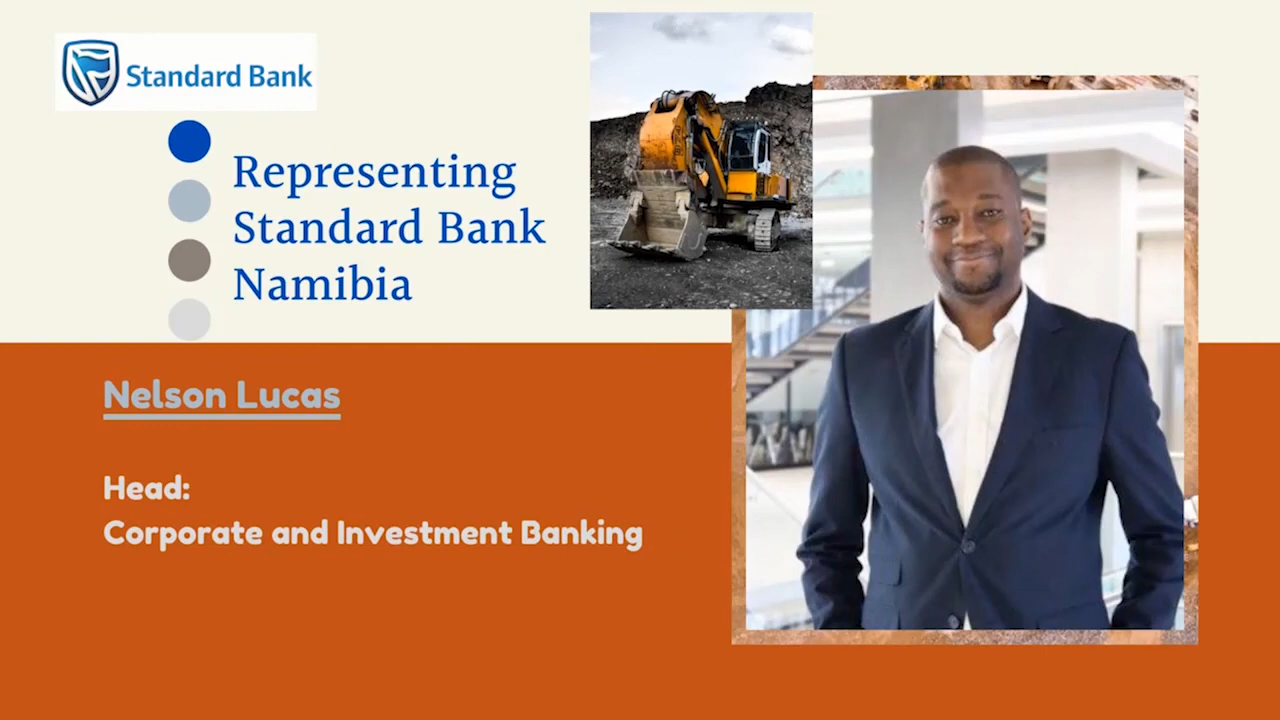 Standard Bank
Representing
Standard Bank
Namibia
Nelson Lucas
Head:
Corporate and Investment Banking